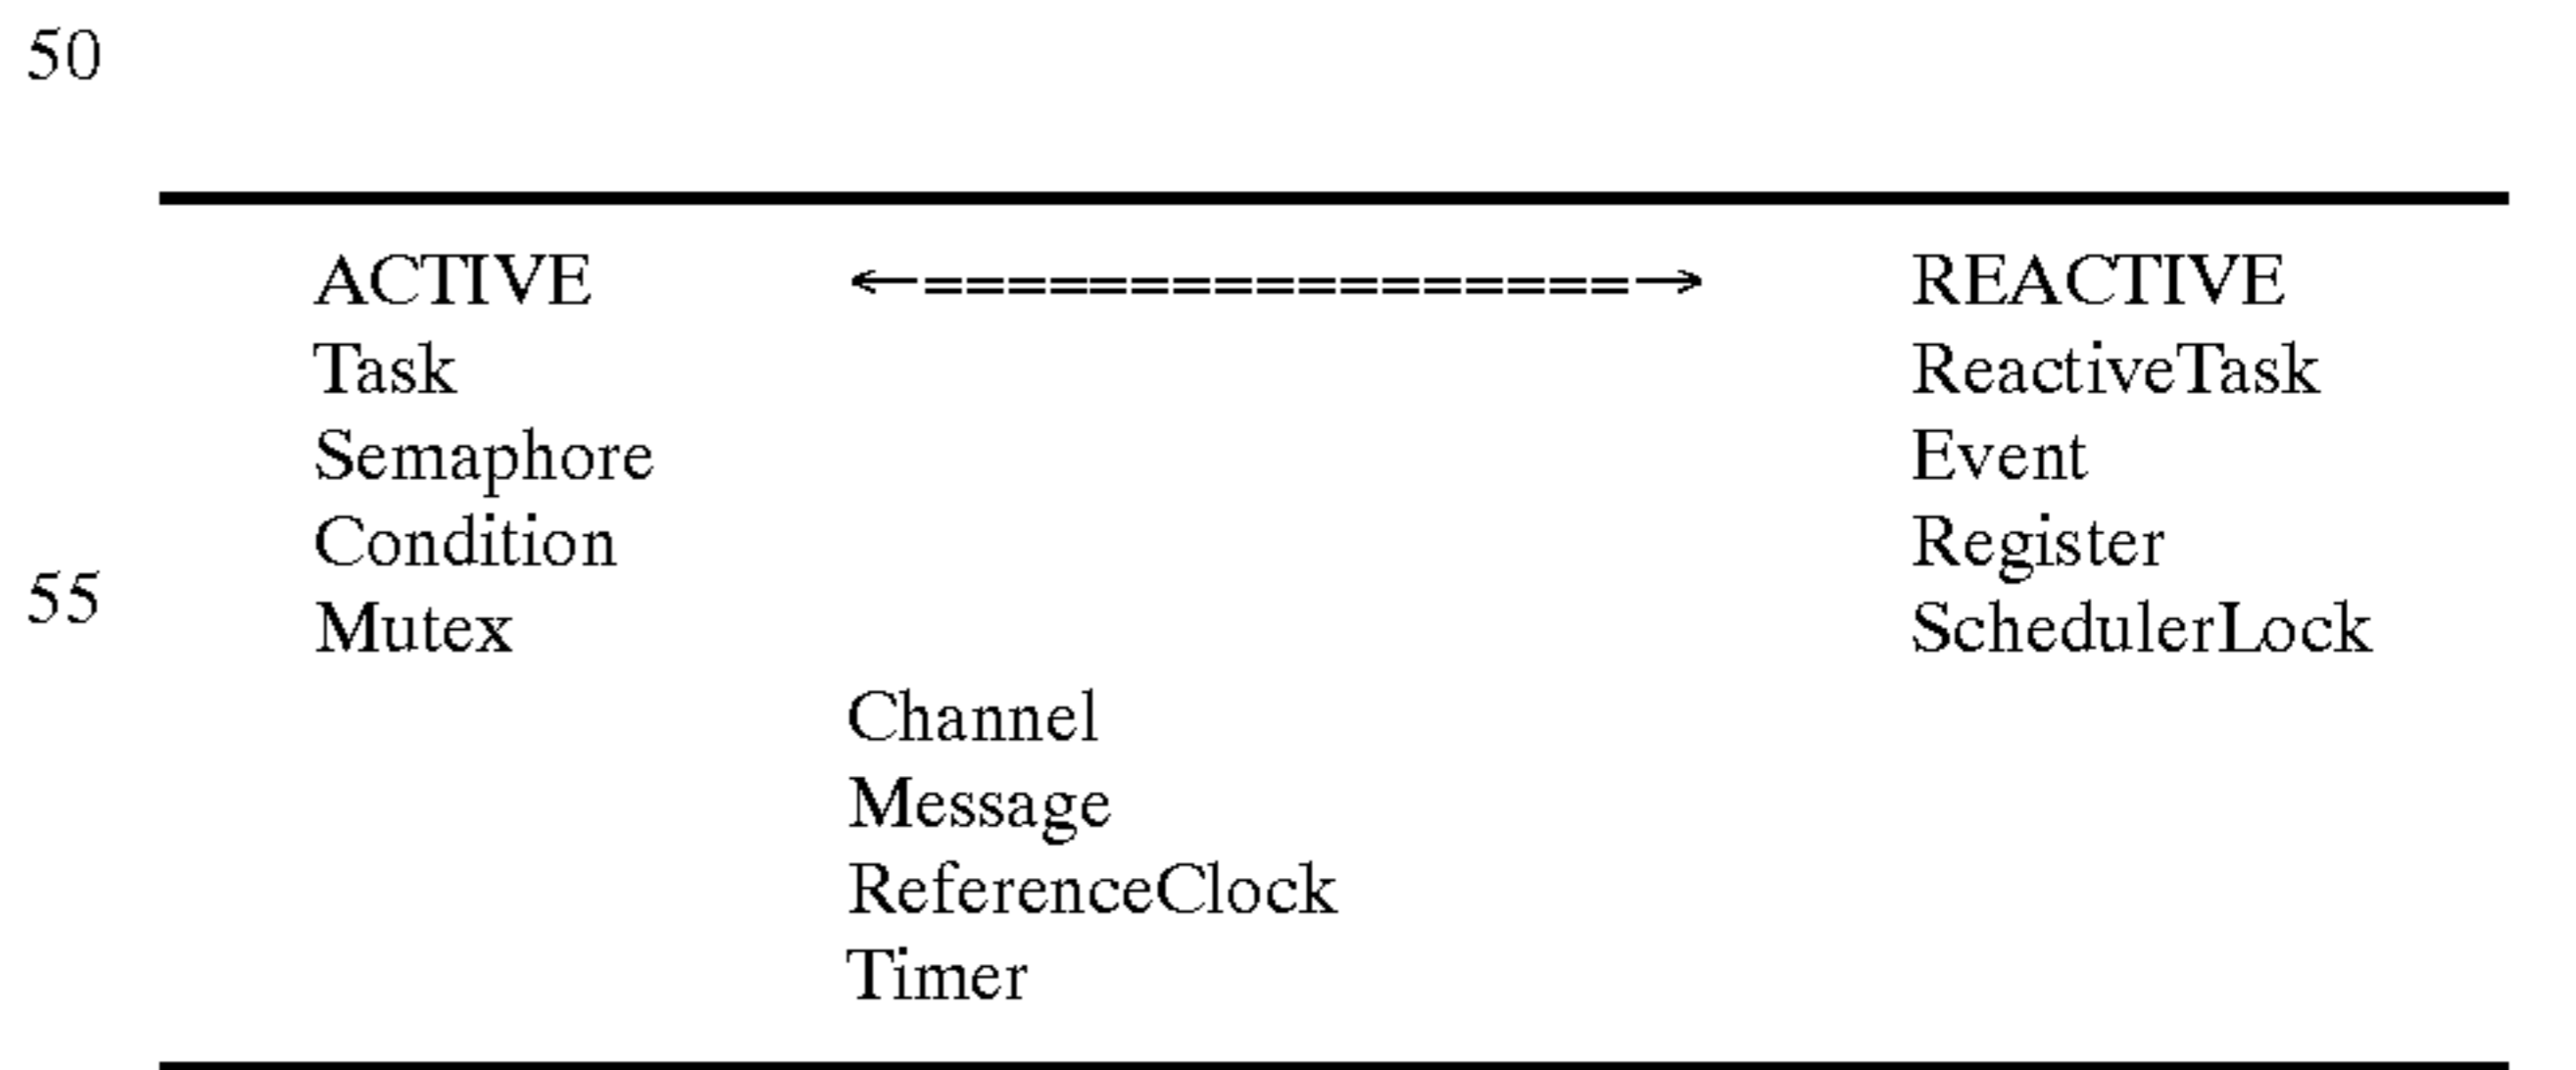 50
ACTIVE ←=================→ REACTIVE
Task ReactiveTask
Semaphore Event
Condition Register
55
Mutex SchedulerLock
Channel
Message
ReferenceClock
Timer